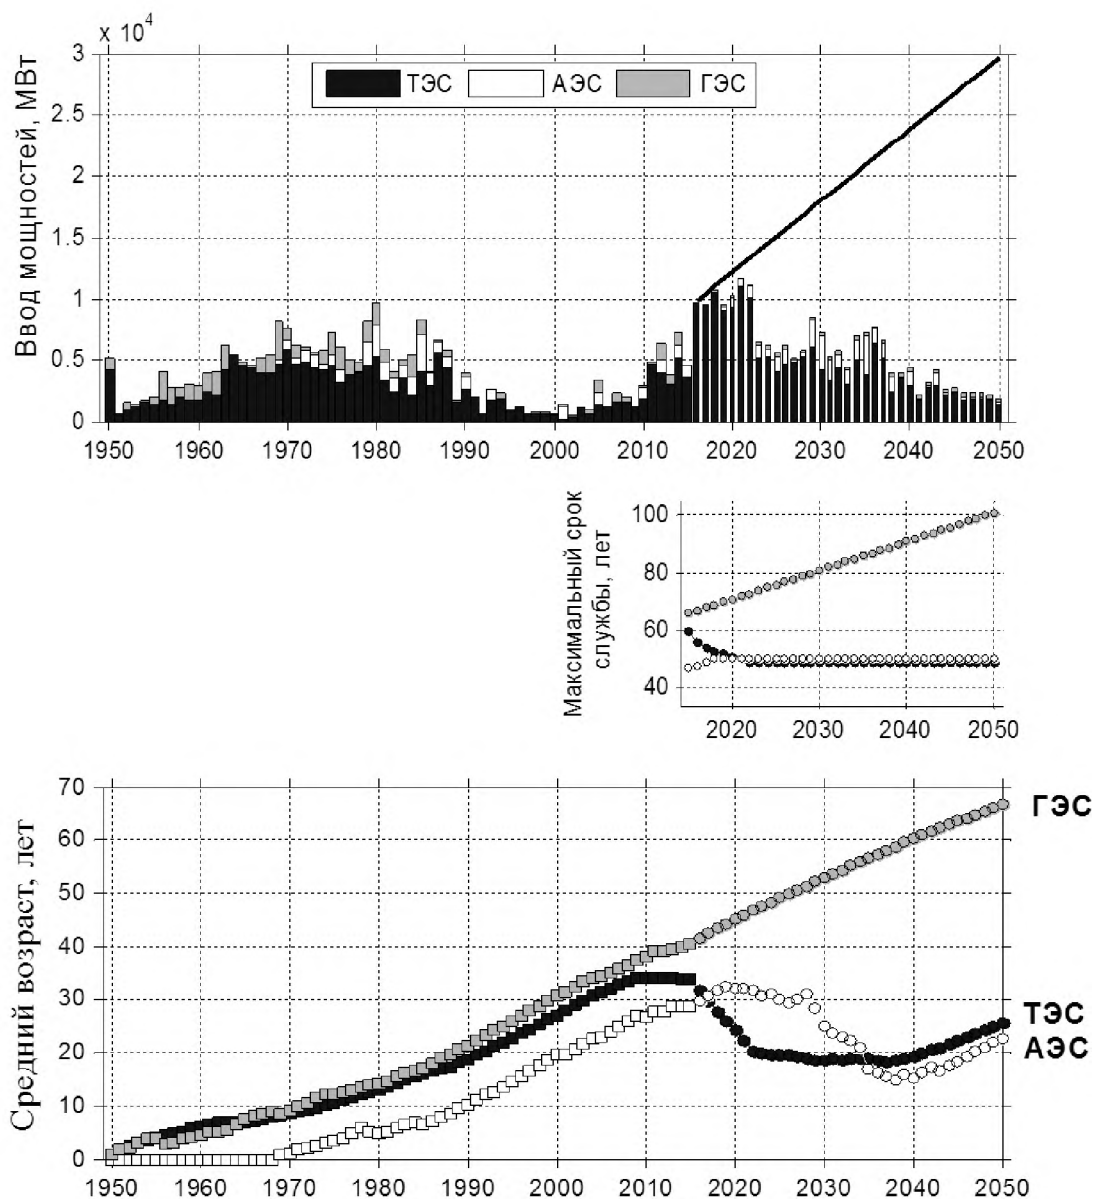 x 10⁴
Ввод мощностей, МВт
3
2.5
2
1.5
1
0.5
0
ТЭС АЭС ГЭС
1950 1960 1970 1980 1990 2000 2010 2020 2030 2040 2050
Максимальный срок
службы, лет
100
80
60
40
2020 2030 2040 2050
Средний возраст, лет
70
60
50
40
30
20
10
0
ГЭС
ТЭС
АЭС
1950 1960 1970 1980 1990 2000 2010 2020 2030 2040 2050